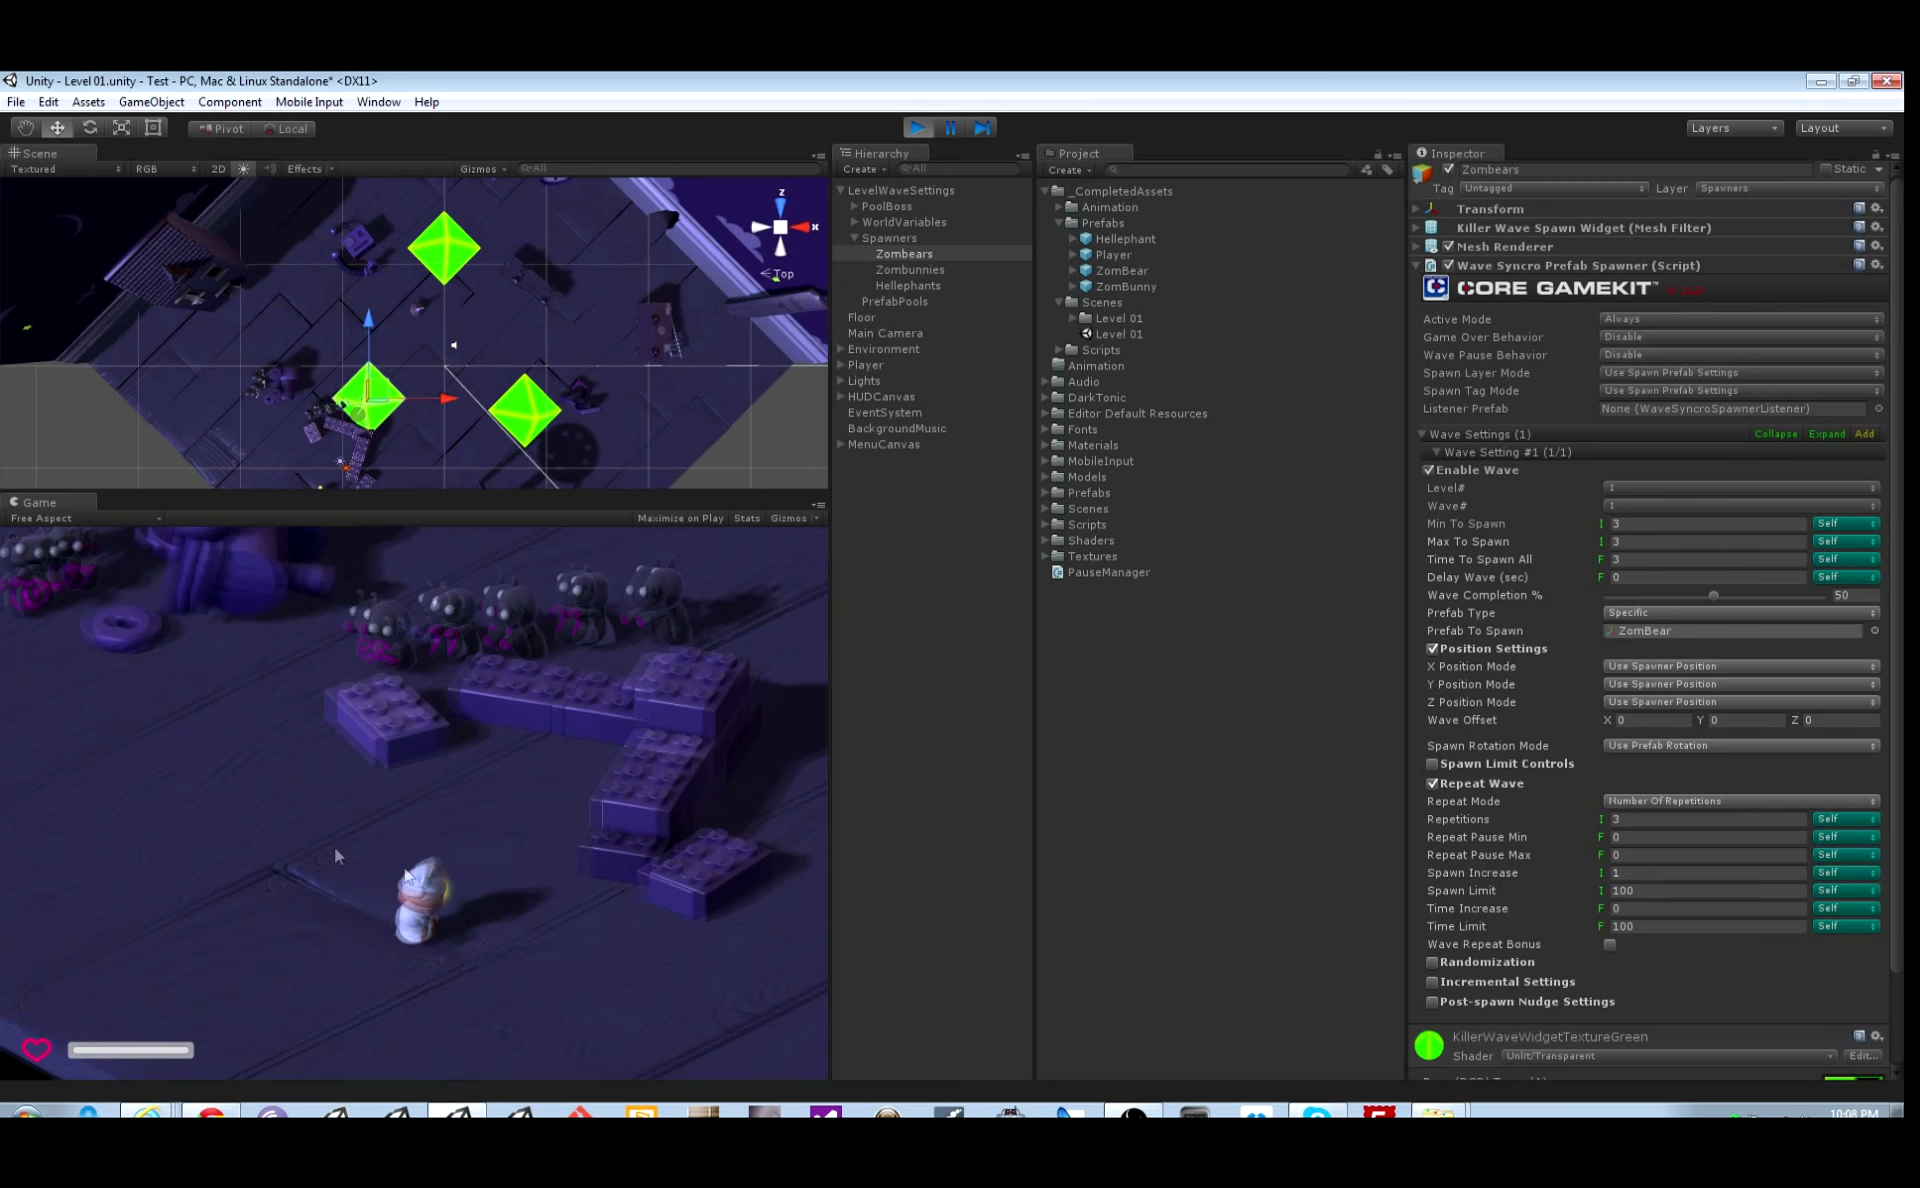 Unity - Level 01.unity - Test - PC, Mac & Linux Standalone* <DX11>
File Edit Assets GameObject Component Mobile Input Window Help
Pivot Local
Layers Layout
Scene
Textured RGB 2D Effects Gizmos All
z
x
Top
Game
Free Aspect Maximize on Play Stats Gizmos
Hierarchy
Create All
LevelWaveSettings
PoolBoss
WorldVariables
Spawners
Zombears
Zombunnies
Hellephants
PrefabPools
Floor
Main Camera
Environment
Player
Lights
HUDCanvas
EventSystem
BackgroundMusic
MenuCanvas
Project
Create
_CompletedAssets
Animation
Prefabs
Hellephant
Player
ZomBear
ZomBunny
Scenes
Level 01
Level 01
Scripts
Animation
Audio
DarkTonic
Editor Default Resources
Fonts
Materials
MobileInput
Models
Prefabs
Scenes
Scripts
Shaders
Textures
PauseManager
Inspector
Zombears Static
Tag Untagged Layer Spawners
Transform
Killer Wave Spawn Widget (Mesh Filter)
Mesh Renderer
Wave Syncro Prefab Spawner (Script)
CORE GAMEKIT™
Active Mode Always
Game Over Behavior Disable
Wave Pause Behavior Disable
Spawn Layer Mode Use Spawn Prefab Settings
Spawn Tag Mode Use Spawn Prefab Settings
Listener Prefab None (WaveSyncroSpawnerListener)
Wave Settings (1) Collapse Expand Add
Wave Setting #1 (1/1)
Enable Wave
Level# 1
Wave# 1
Min To Spawn I 3 Self
Max To Spawn I 3 Self
Time To Spawn All F 3 Self
Delay Wave (sec) F 0 Self
Wave Completion % 50
Prefab Type Specific
Prefab To Spawn ZomBear
Position Settings
X Position Mode Use Spawner Position
Y Position Mode Use Spawner Position
Z Position Mode Use Spawner Position
Wave Offset X 0 Y 0 Z 0
Spawn Rotation Mode Use Prefab Rotation
Spawn Limit Controls
Repeat Wave
Repeat Mode Number Of Repetitions
Repetitions I 3 Self
Repeat Pause Min F 0 Self
Repeat Pause Max F 0 Self
Spawn Increase I 1 Self
Spawn Limit I 100 Self
Time Increase F 0 Self
Time Limit F 100 Self
Wave Repeat Bonus
Randomization
Incremental Settings
Post-spawn Nudge Settings
KillerWaveWidgetTextureGreen
Shader Unlit/Transparent Edit...
10:08 PM